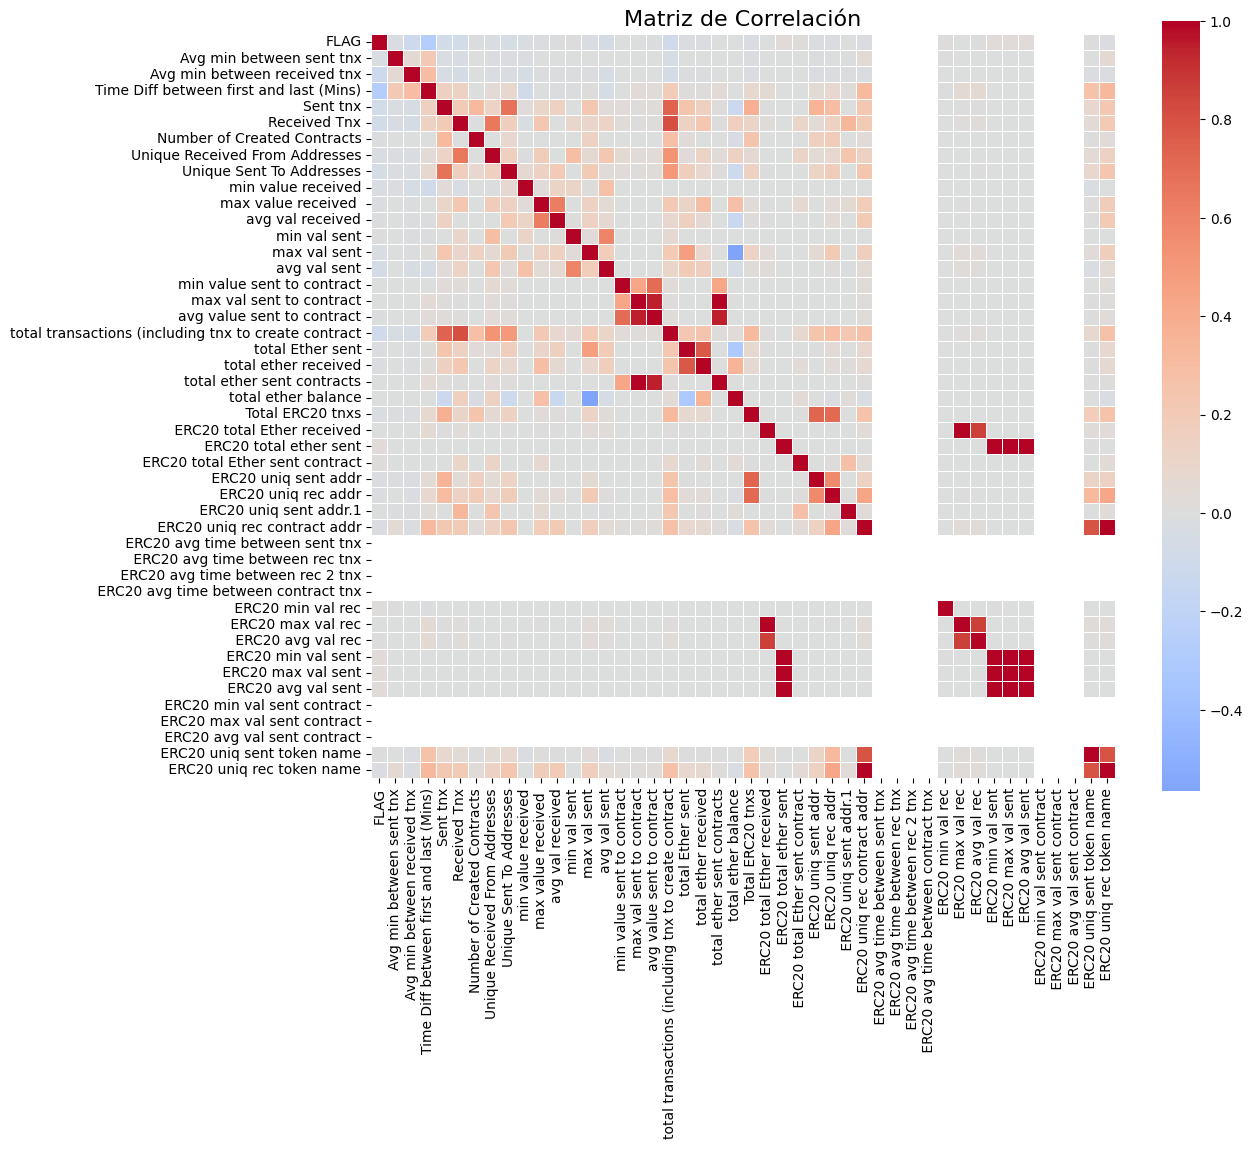 Matriz de Correlación
FLAG
Avg min between sent tnx
Avg min between received tnx
Time Diff between first and last (Mins)
Sent tnx
Received Tnx
Number of Created Contracts
Unique Received From Addresses
Unique Sent To Addresses
min value received
max value received
avg val received
min val sent
max val sent
avg val sent
min value sent to contract
max val sent to contract
avg value sent to contract
total transactions (including tnx to create contract
total Ether sent
total ether received
total ether sent contracts
total ether balance
Total ERC20 tnxs
ERC20 total Ether received
ERC20 total ether sent
ERC20 total Ether sent contract
ERC20 uniq sent addr
ERC20 uniq rec addr
ERC20 uniq sent addr.1
ERC20 uniq rec contract addr
ERC20 avg time between sent tnx
ERC20 avg time between rec tnx
ERC20 avg time between rec 2 tnx
ERC20 avg time between contract tnx
ERC20 min val rec
ERC20 max val rec
ERC20 avg val rec
ERC20 min val sent
ERC20 max val sent
ERC20 avg val sent
ERC20 min val sent contract
ERC20 max val sent contract
ERC20 avg val sent contract
ERC20 uniq sent token name
ERC20 uniq rec token name
FLAG
Avg min between sent tnx
Avg min between received tnx
Time Diff between first and last (Mins)
Sent tnx
Received Tnx
Number of Created Contracts
Unique Received From Addresses
Unique Sent To Addresses
min value received
max value received
avg val received
min val sent
max val sent
avg val sent
min value sent to contract
max val sent to contract
avg value sent to contract
total transactions (including tnx to create contract
total Ether sent
total ether received
total ether sent contracts
total ether balance
Total ERC20 tnxs
ERC20 total Ether received
ERC20 total ether sent
ERC20 total Ether sent contract
ERC20 uniq sent addr
ERC20 uniq rec addr
ERC20 uniq sent addr.1
ERC20 uniq rec contract addr
ERC20 avg time between sent tnx
ERC20 avg time between rec tnx
ERC20 avg time between rec 2 tnx
ERC20 avg time between contract tnx
ERC20 min val rec
ERC20 max val rec
ERC20 avg val rec
ERC20 min val sent
ERC20 max val sent
ERC20 avg val sent
ERC20 min val sent contract
ERC20 max val sent contract
ERC20 avg val sent contract
ERC20 uniq sent token name
ERC20 uniq rec token name
1.0
0.8
0.6
0.4
0.2
0.0
−0.2
−0.4